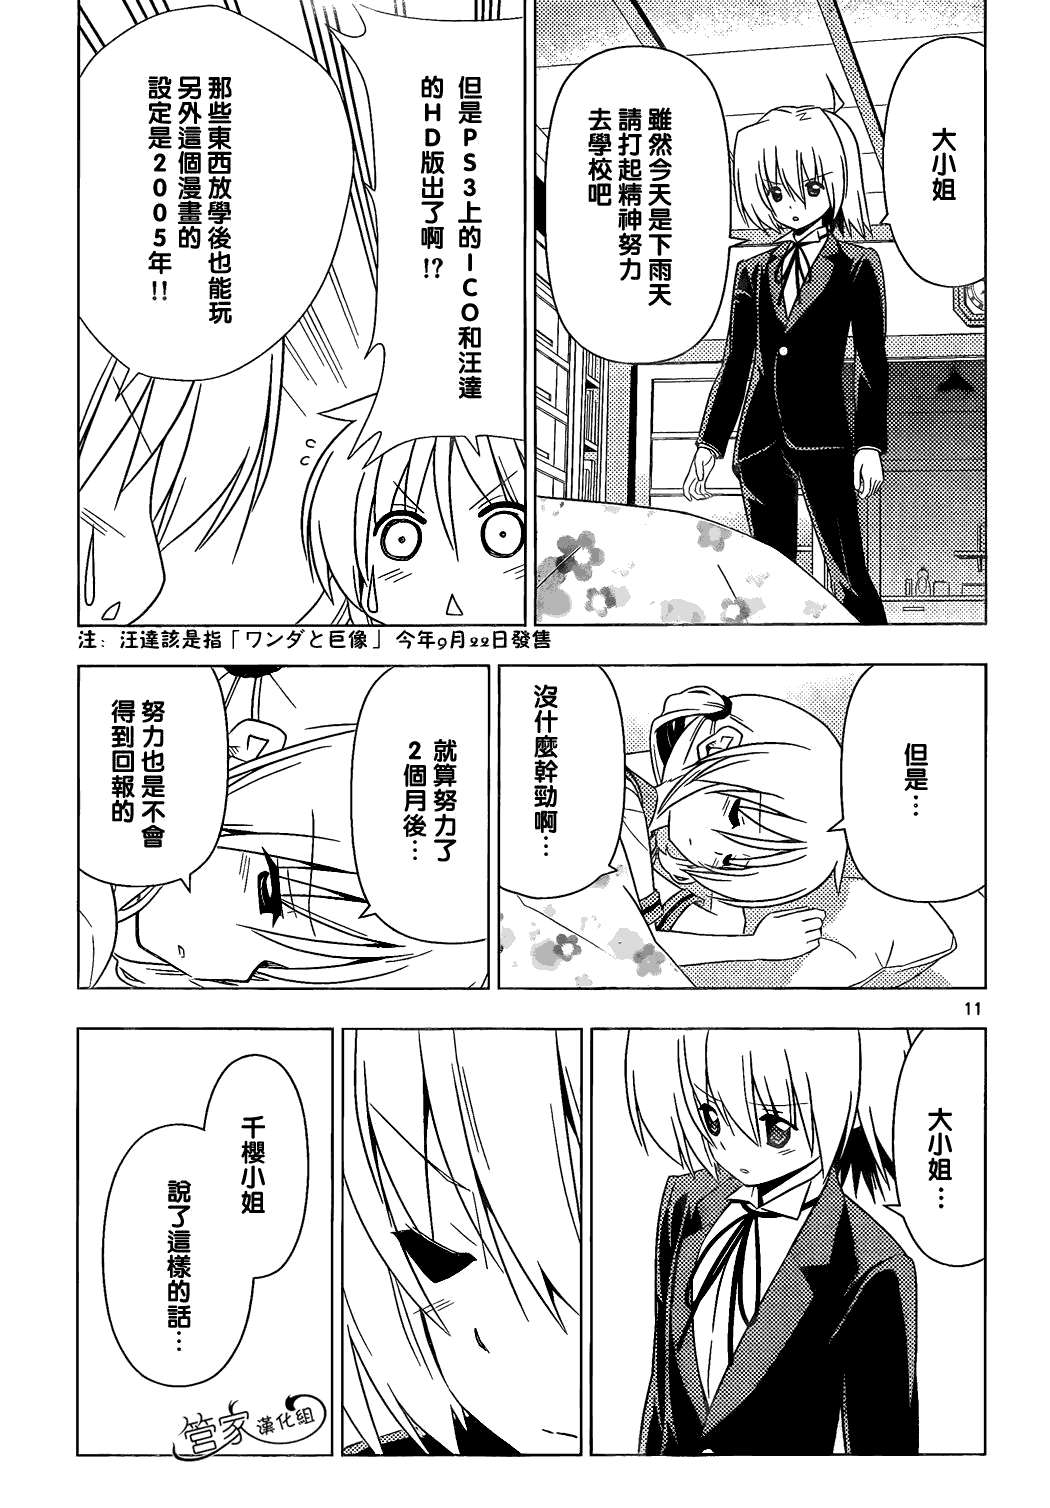 大小姐
雖然今天是下雨天
請打起精神努力
去學校吧
但是PS3上的ICO和汪達
的HD版出了啊!?
那些東西放學後也能玩
另外這個漫畫的
設定是2005年!!
注:汪達該是指「ワンダと巨像」今年9月22日發售
但是…
沒什麼幹勁啊…
就算努力了
2個月後…
努力也是不會
得到回報的
11
大小姐…
千櫻小姐
說了這樣的話…
管家漢化組